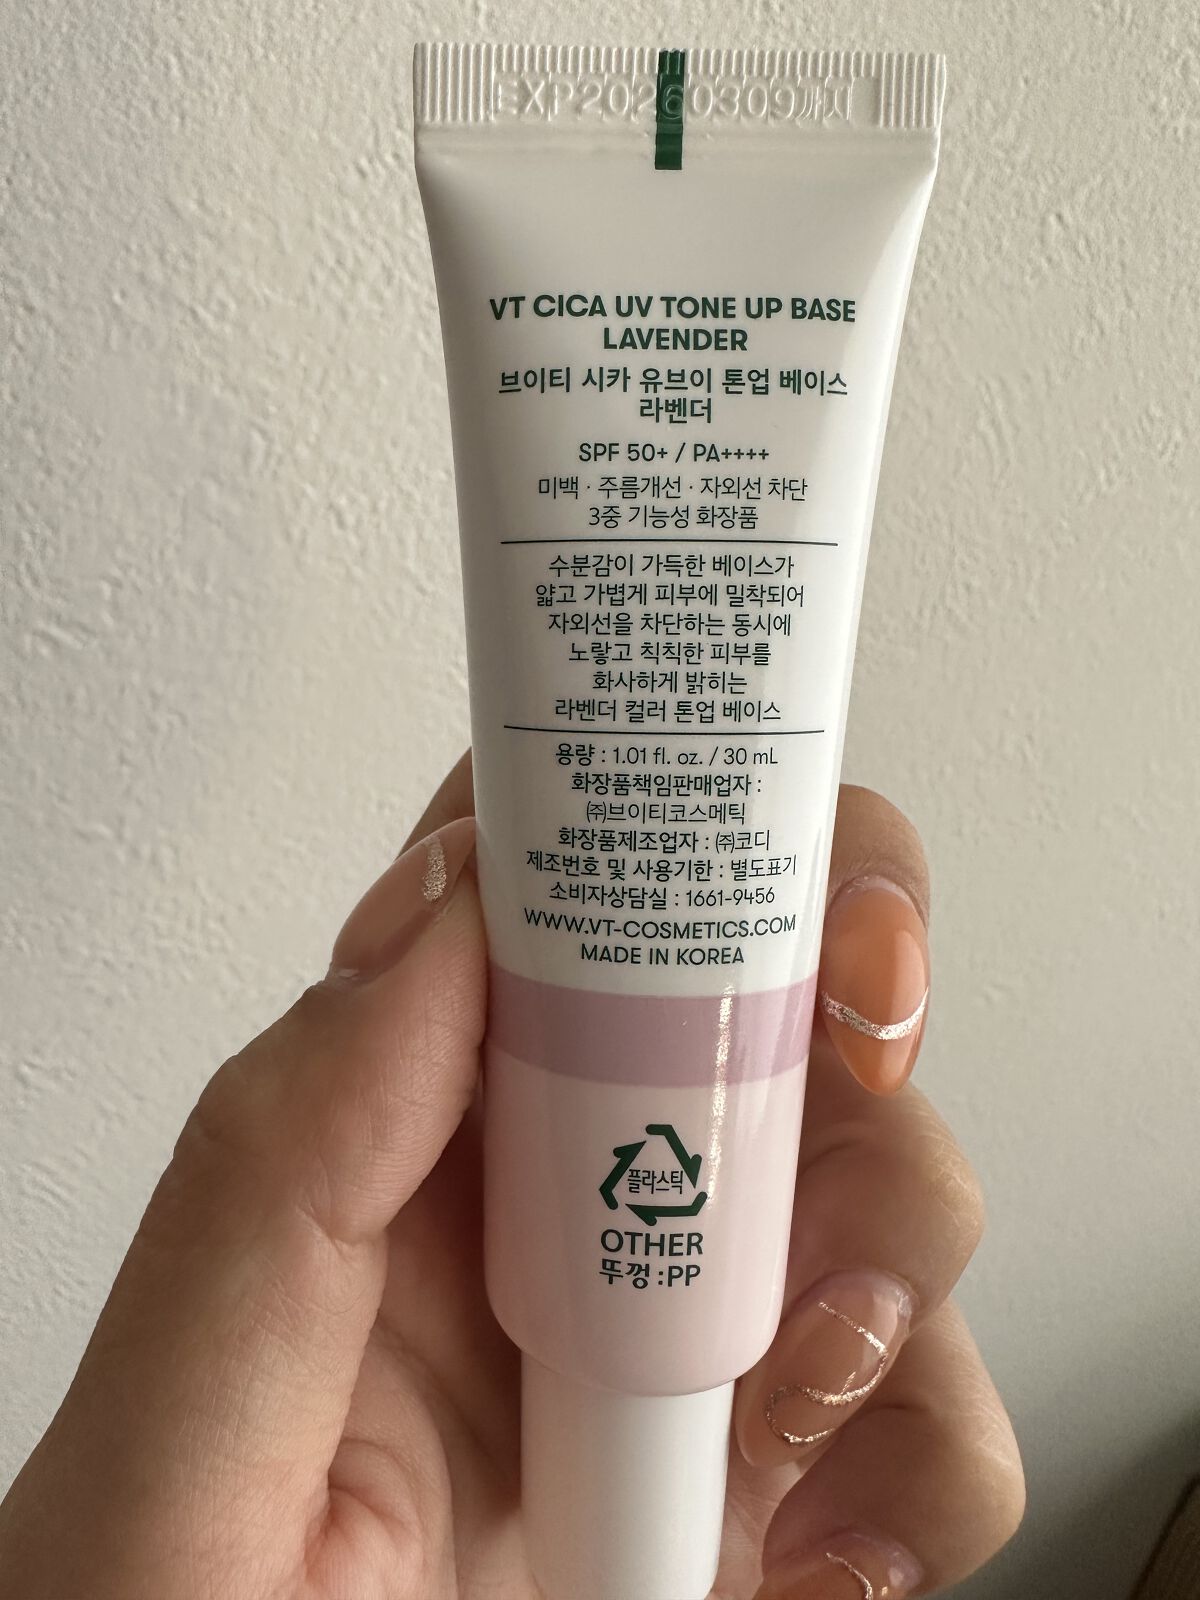 EXP20260309까지
VT CICA UV TONE UP BASE
LAVENDER
브이티 시카 유브이 톤업 베이스
라벤더
SPF 50+ / PA++++
미백 · 주름개선 · 자외선 차단
3중 기능성 화장품
수분감이 가득한 베이스가
얇고 가볍게 피부에 밀착되어
자외선을 차단하는 동시에
노랗고 칙칙한 피부를
화사하게 밝히는
라벤더 컬러 톤업 베이스
용량 : 1.01 fl. oz. / 30 mL
화장품책임판매업자 :
㈜브이티코스메틱
화장품제조업자 : ㈜코디
제조번호 및 사용기한 : 별도표기
소비자상담실 : 1661-9456
WWW.VT-COSMETICS.COM
MADE IN KOREA
플라스틱
OTHER
뚜껑 :PP